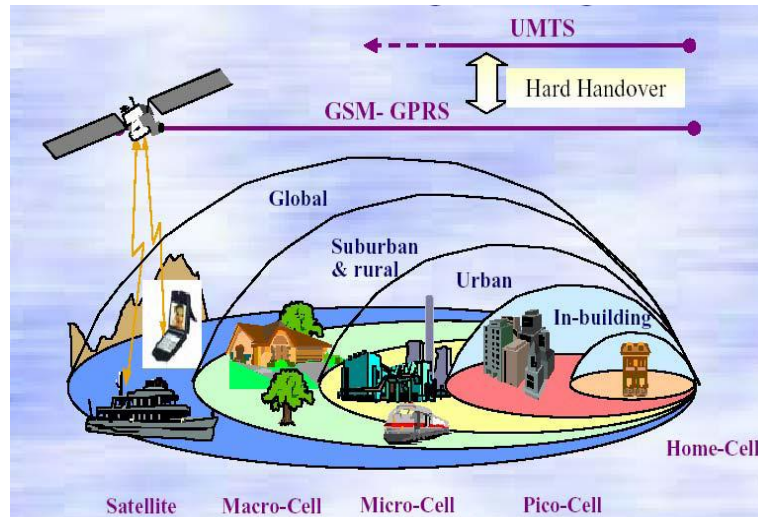 UMTS
Hard Handover
GSM- GPRS
Global
Suburban
& rural
Urban
In-building
Home-Cell
Satellite
Macro-Cell
Micro-Cell
Pico-Cell